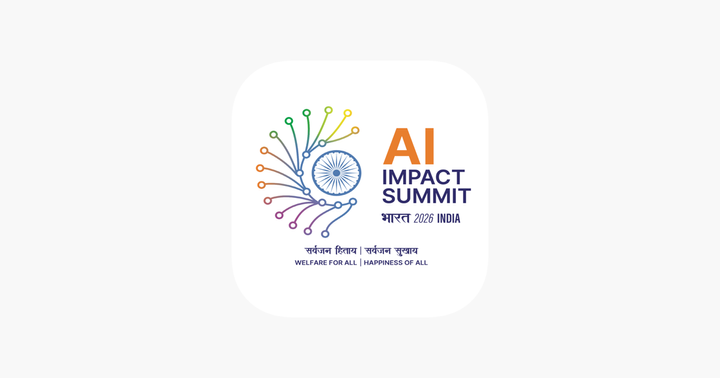 AI
IMPACT
SUMMIT
भारत 2026 INDIA
सर्वजन हिताय | सर्वजन सुखाय
WELFARE FOR ALL | HAPPINESS OF ALL